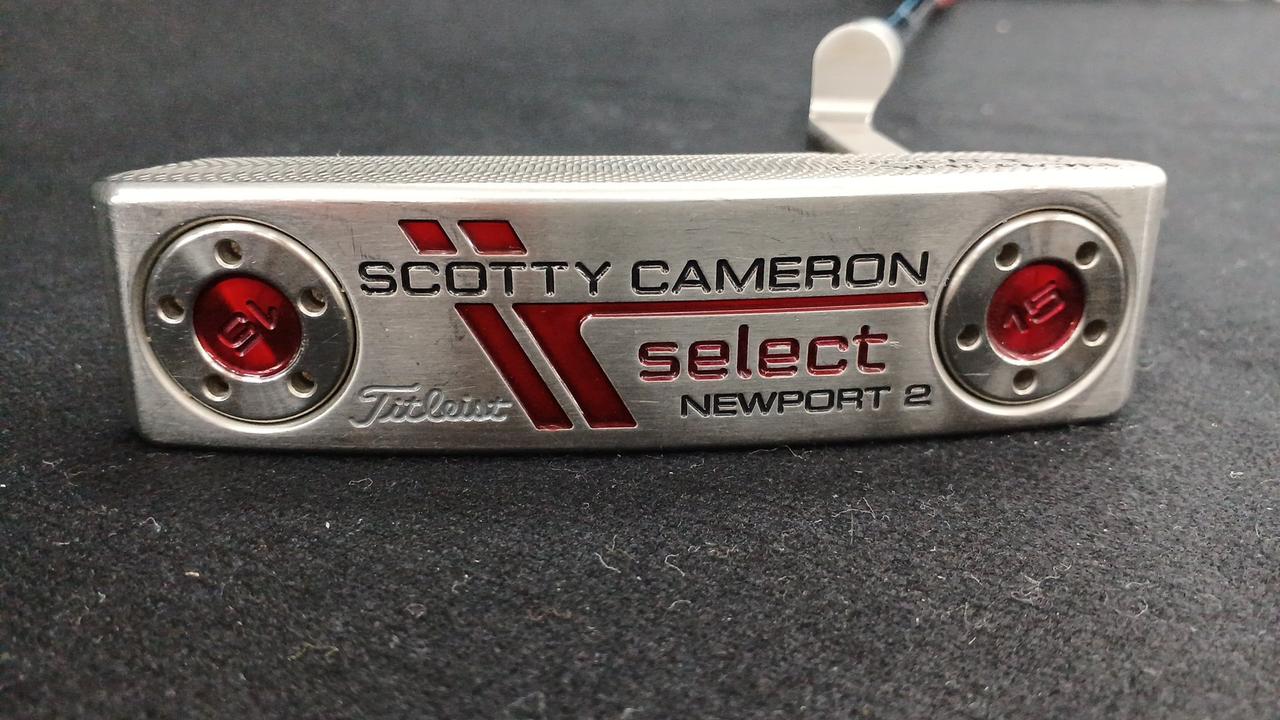 SCOTTY CAMERON
select
Titleist
NEWPORT 2
15
15